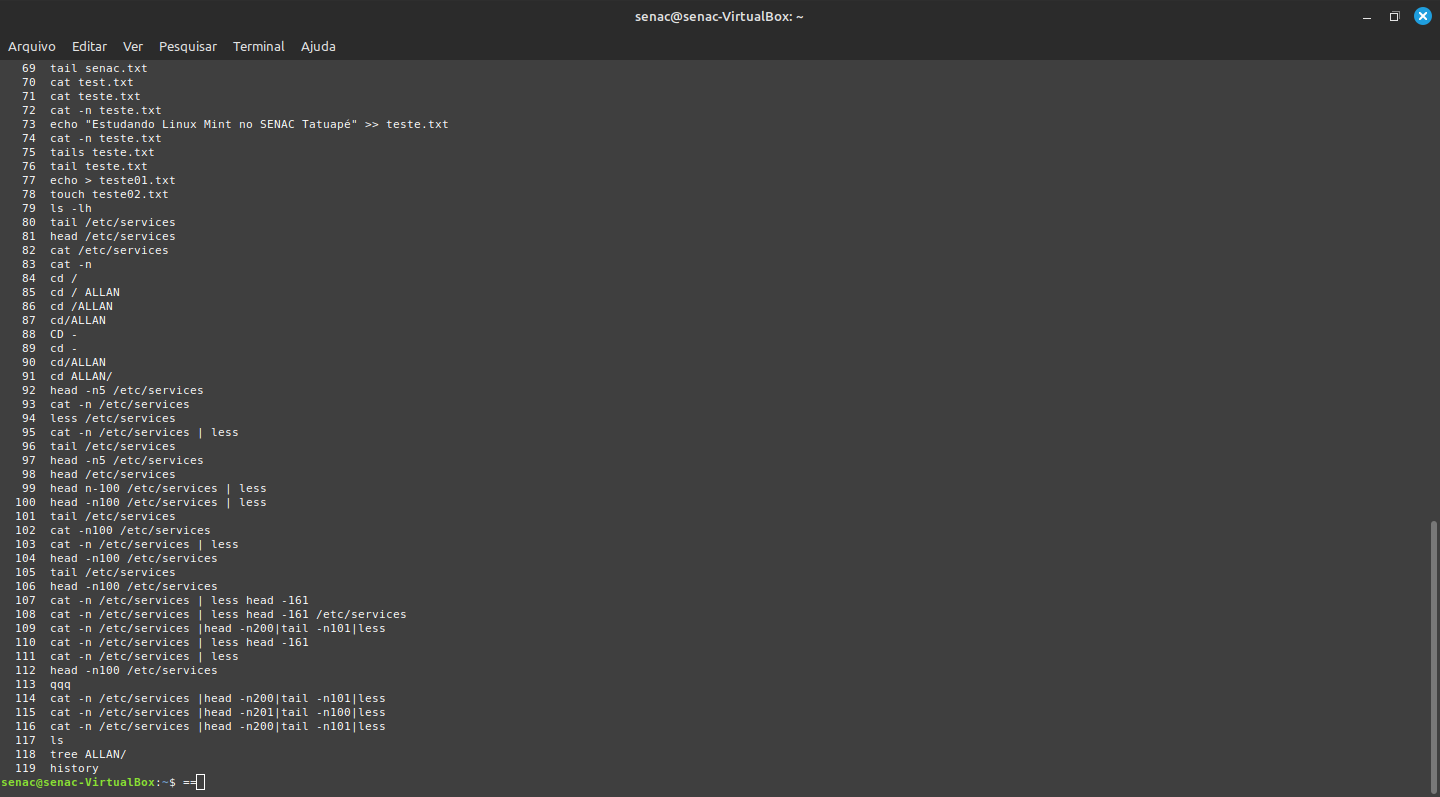 senac@senac-VirtualBox: ~
Arquivo Editar Ver Pesquisar Terminal Ajuda
69 tail senac.txt
70 cat test.txt
71 cat teste.txt
72 cat -n teste.txt
73 echo "Estudando Linux Mint no SENAC Tatuapé" >> teste.txt
74 cat -n teste.txt
75 tails teste.txt
76 tail teste.txt
77 echo > teste01.txt
78 touch teste02.txt
79 ls -lh
80 tail /etc/services
81 head /etc/services
82 cat /etc/services
83 cat -n
84 cd /
85 cd / ALLAN
86 cd /ALLAN
87 cd/ALLAN
88 CD -
89 cd -
90 cd/ALLAN
91 cd ALLAN/
92 head -n5 /etc/services
93 cat -n /etc/services
94 less /etc/services
95 cat -n /etc/services | less
96 tail /etc/services
97 head -n5 /etc/services
98 head /etc/services
99 head n-100 /etc/services | less
100 head -n100 /etc/services | less
101 tail /etc/services
102 cat -n100 /etc/services
103 cat -n /etc/services | less
104 head -n100 /etc/services
105 tail /etc/services
106 head -n100 /etc/services
107 cat -n /etc/services | less head -161
108 cat -n /etc/services | less head -161 /etc/services
109 cat -n /etc/services |head -n200|tail -n101|less
110 cat -n /etc/services | less head -161
111 cat -n /etc/services | less
112 head -n100 /etc/services
113 qqq
114 cat -n /etc/services |head -n200|tail -n101|less
115 cat -n /etc/services |head -n201|tail -n100|less
116 cat -n /etc/services |head -n200|tail -n101|less
117 ls
118 tree ALLAN/
119 history
senac@senac-VirtualBox:~$ ==